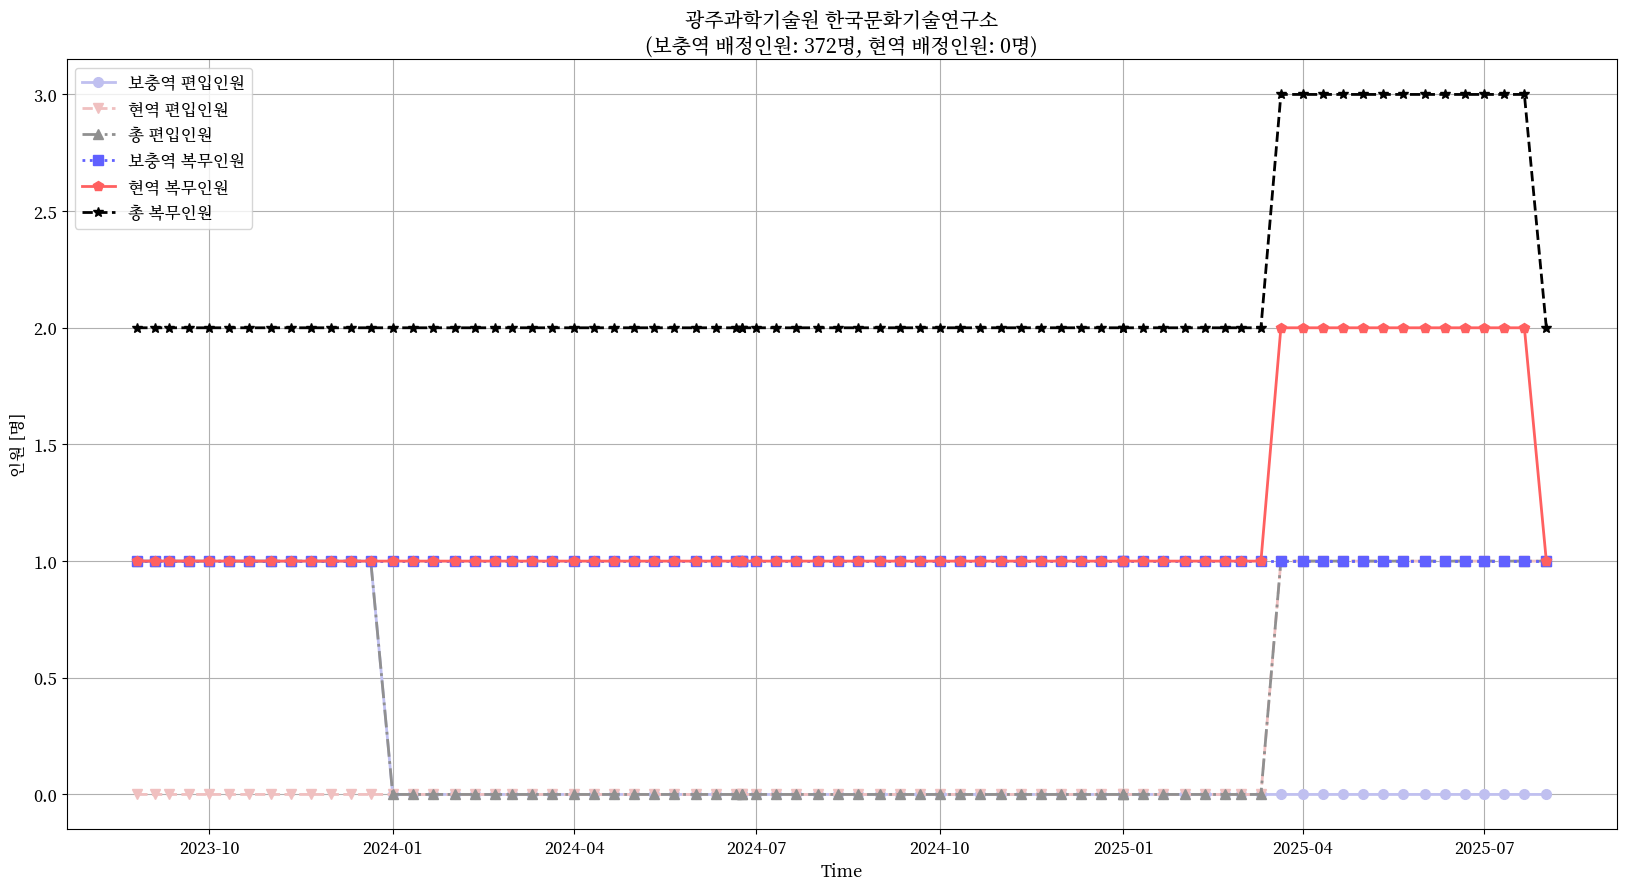 광주과학기술원 한국문화기술연구소
(보충역 배정인원: 372명, 현역 배정인원: 0명)
보충역 편입인원
현역 편입인원
총 편입인원
보충역 복무인원
현역 복무인원
총 복무인원
인원 [명]
3.0
2.5
2.0
1.5
1.0
0.5
0.0
2023-10
2024-01
2024-04
2024-07
2024-10
2025-01
2025-04
2025-07
Time